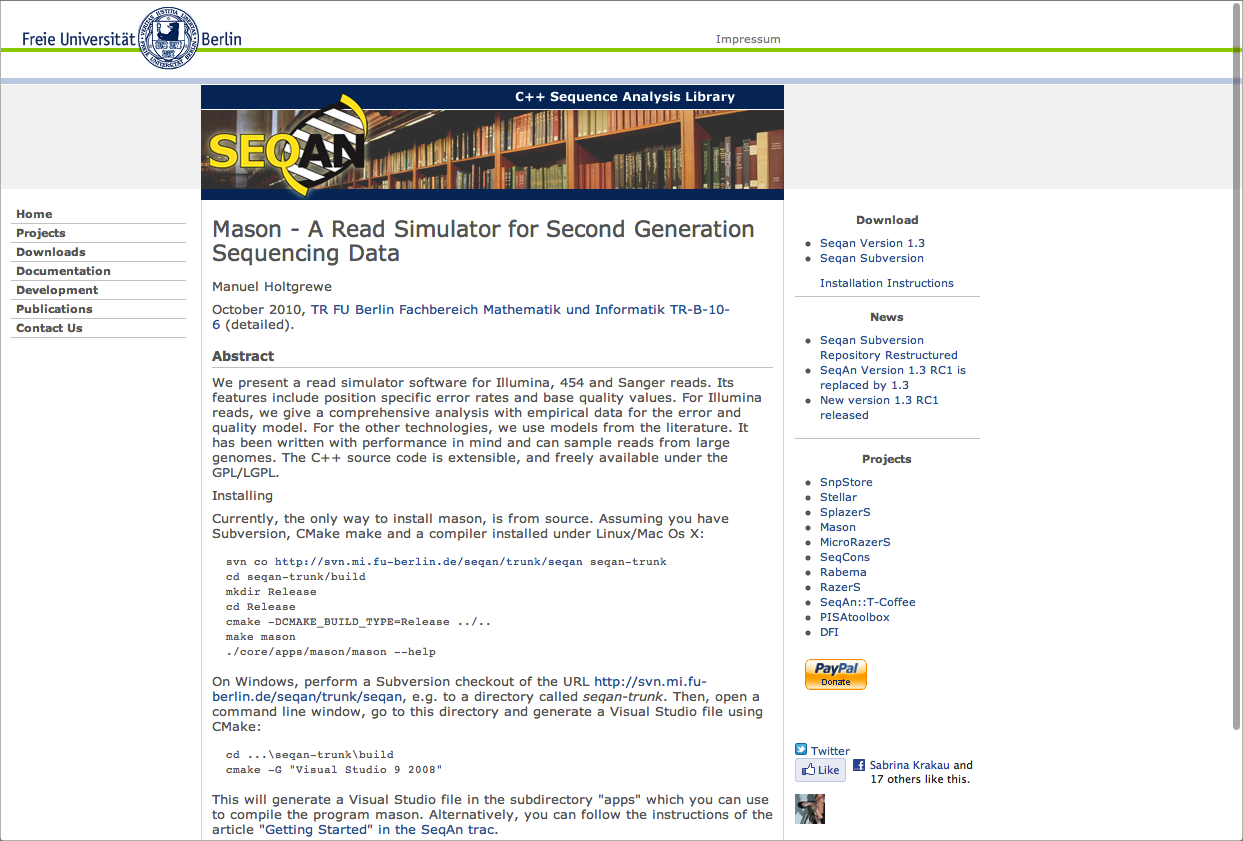 Freie Universität Berlin
Impressum
C++ Sequence Analysis Library
SEQAN
Home
Projects
Downloads
Documentation
Development
Publications
Contact Us
Mason - A Read Simulator for Second Generation
Sequencing Data
Manuel Holtgrewe
October 2010, TR FU Berlin Fachbereich Mathematik und Informatik TR-B-10-
6 (detailed).
Abstract
We present a read simulator software for Illumina, 454 and Sanger reads. Its
features include position specific error rates and base quality values. For Illumina
reads, we give a comprehensive analysis with empirical data for the error and
quality model. For the other technologies, we use models from the literature. It
has been written with performance in mind and can sample reads from large
genomes. The C++ source code is extensible, and freely available under the
GPL/LGPL.
Installing
Currently, the only way to install mason, is from source. Assuming you have
Subversion, CMake make and a compiler installed under Linux/Mac Os X:
svn co http://svn.mi.fu-berlin.de/seqan/trunk/seqan seqan-trunk
cd seqan-trunk/build
mkdir Release
cd Release
cmake -DCMAKE_BUILD_TYPE=Release ../..
make mason
./core/apps/mason/mason --help
On Windows, perform a Subversion checkout of the URL http://svn.mi.fu-
berlin.de/seqan/trunk/seqan, e.g. to a directory called seqan-trunk. Then, open a
command line window, go to this directory and generate a Visual Studio file using
CMake:
cd ...\seqan-trunk\build
cmake -G "Visual Studio 9 2008"
This will generate a Visual Studio file in the subdirectory "apps" which you can use
to compile the program mason. Alternatively, you can follow the instructions of the
article "Getting Started" in the SeqAn trac.
Download
Seqan Version 1.3
Seqan Subversion
Installation Instructions
News
Seqan Subversion
Repository Restructured
SeqAn Version 1.3 RC1 is
replaced by 1.3
New version 1.3 RC1
released
Projects
SnpStore
Stellar
SplazerS
Mason
MicroRazerS
SeqCons
Rabema
RazerS
SeqAn::T-Coffee
PISAtoolbox
DFI
PayPal
Donate
Twitter
Like
Sabrina Krakau and
17 others like this.